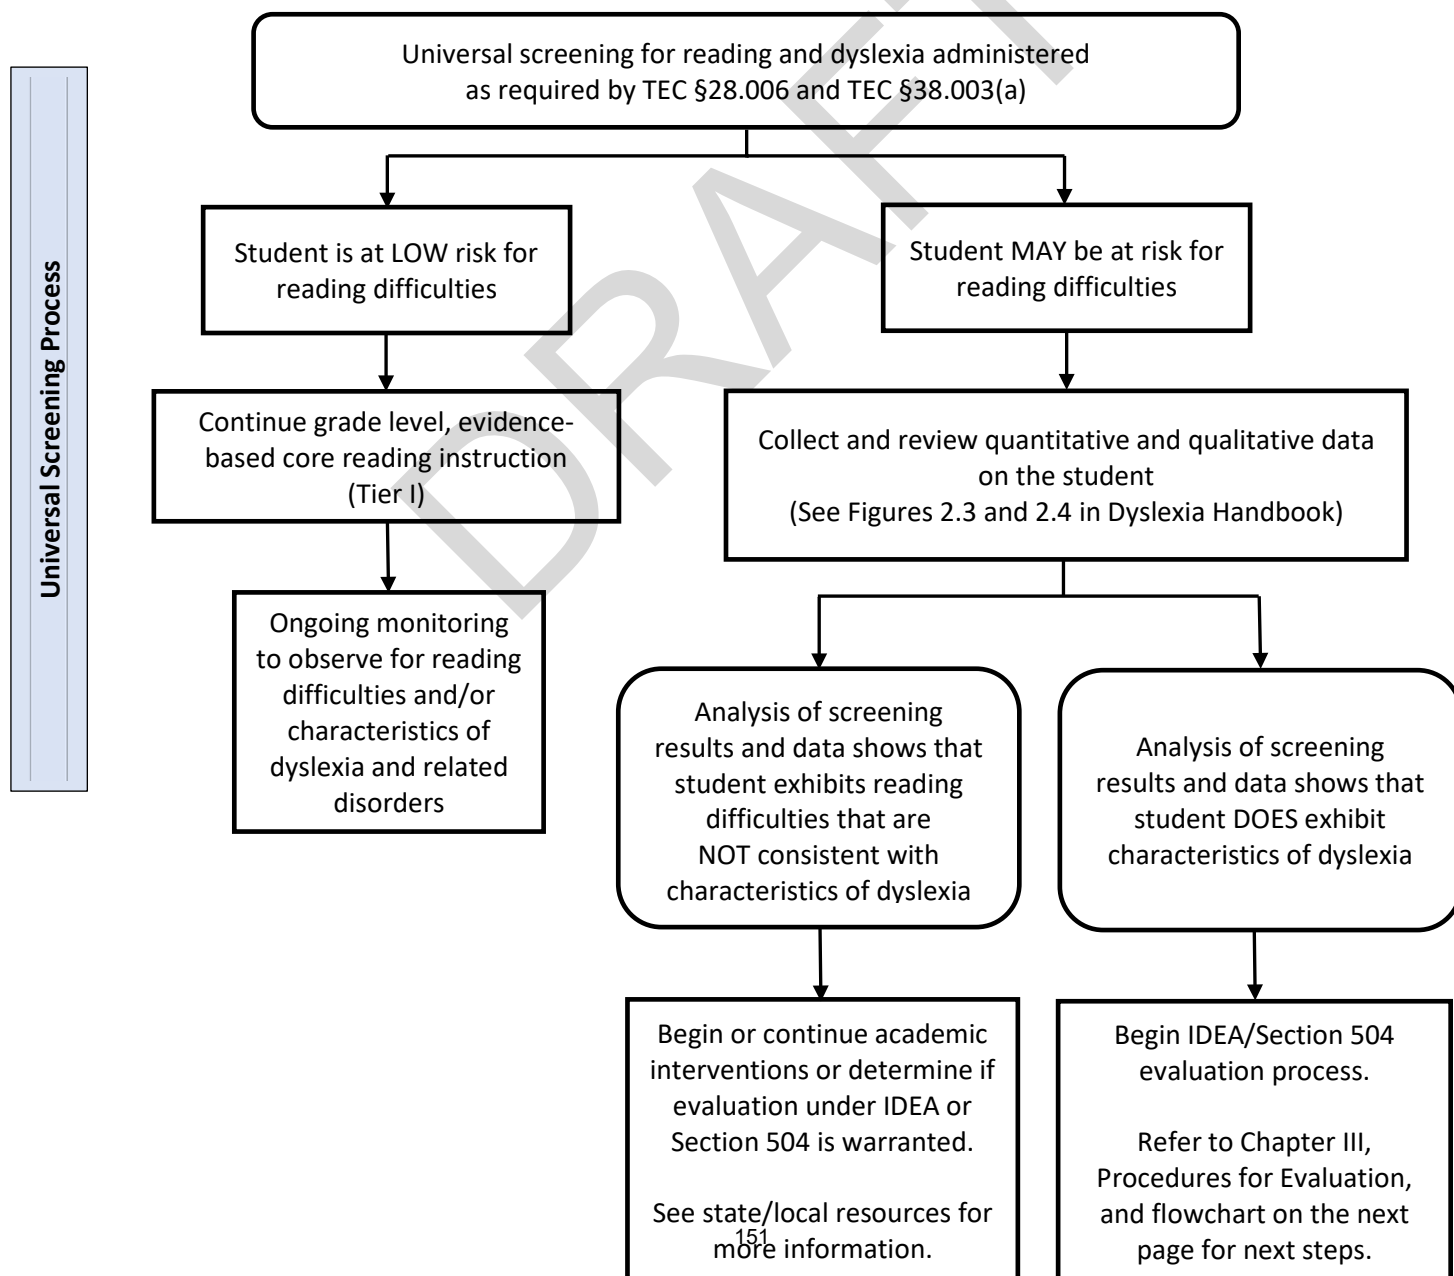 Universal screening for reading and dyslexia administered
as required by TEC §28.006 and TEC §38.003(a)
Universal Screening Process
Student is at LOW risk for
reading difficulties
Student MAY be at risk for
reading difficulties
Continue grade level, evidence-
based core reading instruction
(Tier I)
Collect and review quantitative and qualitative data
on the student
(See Figures 2.3 and 2.4 in Dyslexia Handbook)
Ongoing monitoring
to observe for reading
difficulties and/or
characteristics of
dyslexia and related
disorders
Analysis of screening
results and data shows that
student exhibits reading
difficulties that are
NOT consistent with
characteristics of dyslexia
Analysis of screening
results and data shows that
student DOES exhibit
characteristics of dyslexia
Begin or continue academic
interventions or determine if
evaluation under IDEA or
Section 504 is warranted.
See state/local resources for
more information.
Begin IDEA/Section 504
evaluation process.
Refer to Chapter III,
Procedures for Evaluation,
and flowchart on the next
page for next steps.
151
DRAFT